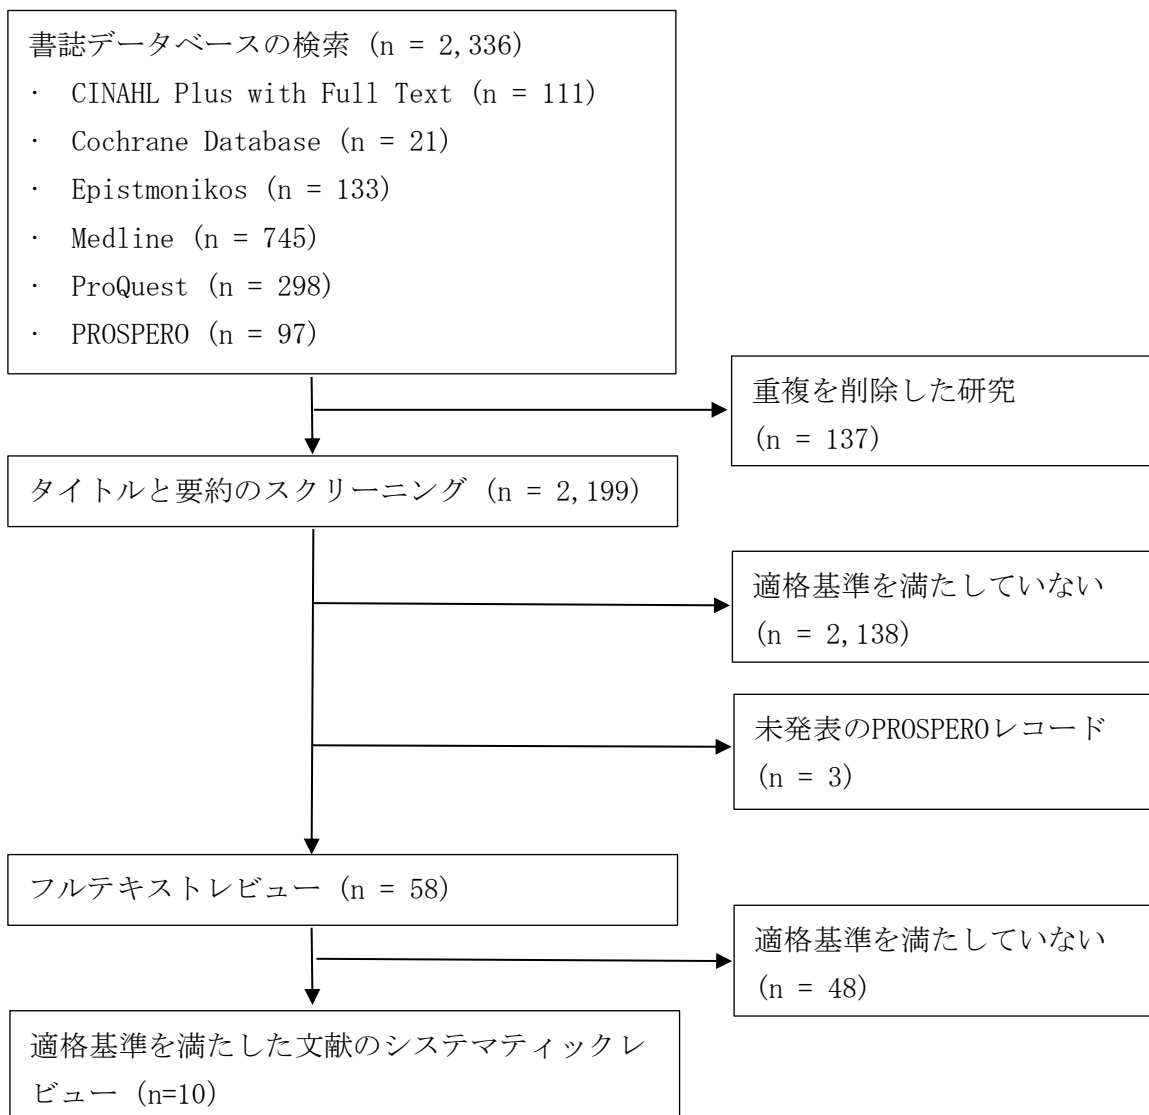 書誌データベースの検索 (n = 2,336)
・ CINAHL Plus with Full Text (n = 111)
・ Cochrane Database (n = 21)
・ Epistmonikos (n = 133)
・ Medline (n = 745)
・ ProQuest (n = 298)
・ PROSPERO (n = 97)
重複を削除した研究
(n = 137)
タイトルと要約のスクリーニング (n = 2,199)
適格基準を満たしていない
(n = 2,138)
未発表のPROSPEROレコード
(n = 3)
フルテキストレビュー (n = 58)
適格基準を満たしていない
(n = 48)
適格基準を満たした文献のシステマティックレ
ビュー (n=10)